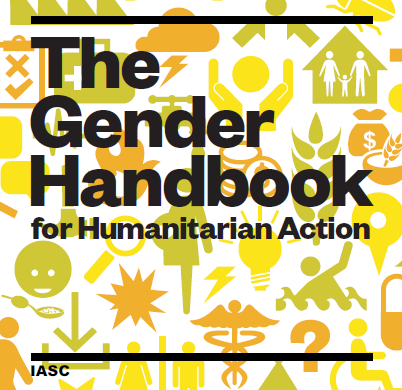 The
Gender
Handbook
for Humanitarian Action
$
?
IASC